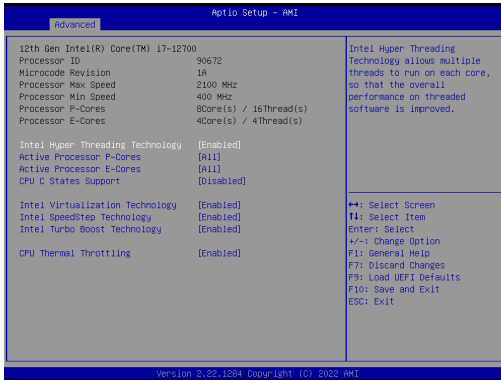 Aptio Setup - AMI
Advanced
12th Gen Intel(R) Core(TM) i7-12700
Processor ID 90672
Microcode Revision 1A
Processor Max Speed 2100 MHz
Processor Min Speed 400 MHz
Processor P-Cores 8Core(s) / 16Thread(s)
Processor E-Cores 4Core(s) / 4Thread(s)
Intel Hyper Threading Technology [Enabled]
Active Processor P-Cores [All]
Active Processor E-Cores [All]
CPU C States Support [Disabled]
Intel Virtualization Technology [Enabled]
Intel SpeedStep Technology [Enabled]
Intel Turbo Boost Technology [Enabled]
CPU Thermal Throttling [Enabled]
Intel Hyper Threading
Technology allows multiple
threads to run on each core,
so that the overall
performance on threaded
software is improved.
↔: Select Screen
↑↓: Select Item
Enter: Select
+/-: Change Option
F1: General Help
F7: Discard Changes
F9: Load UEFI Defaults
F10: Save and Exit
ESC: Exit
Version 2.22.1284 Copyright (C) 2022 AMI